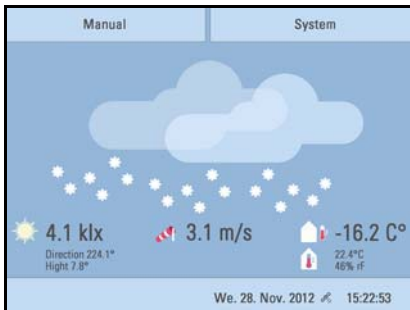 Manual System
4.1 klx 3.1 m/s -16.2 C°
Direction 224.1° 22.4°C
Hight 7.8° 46% rF
We. 28. Nov. 2012 15:22:53